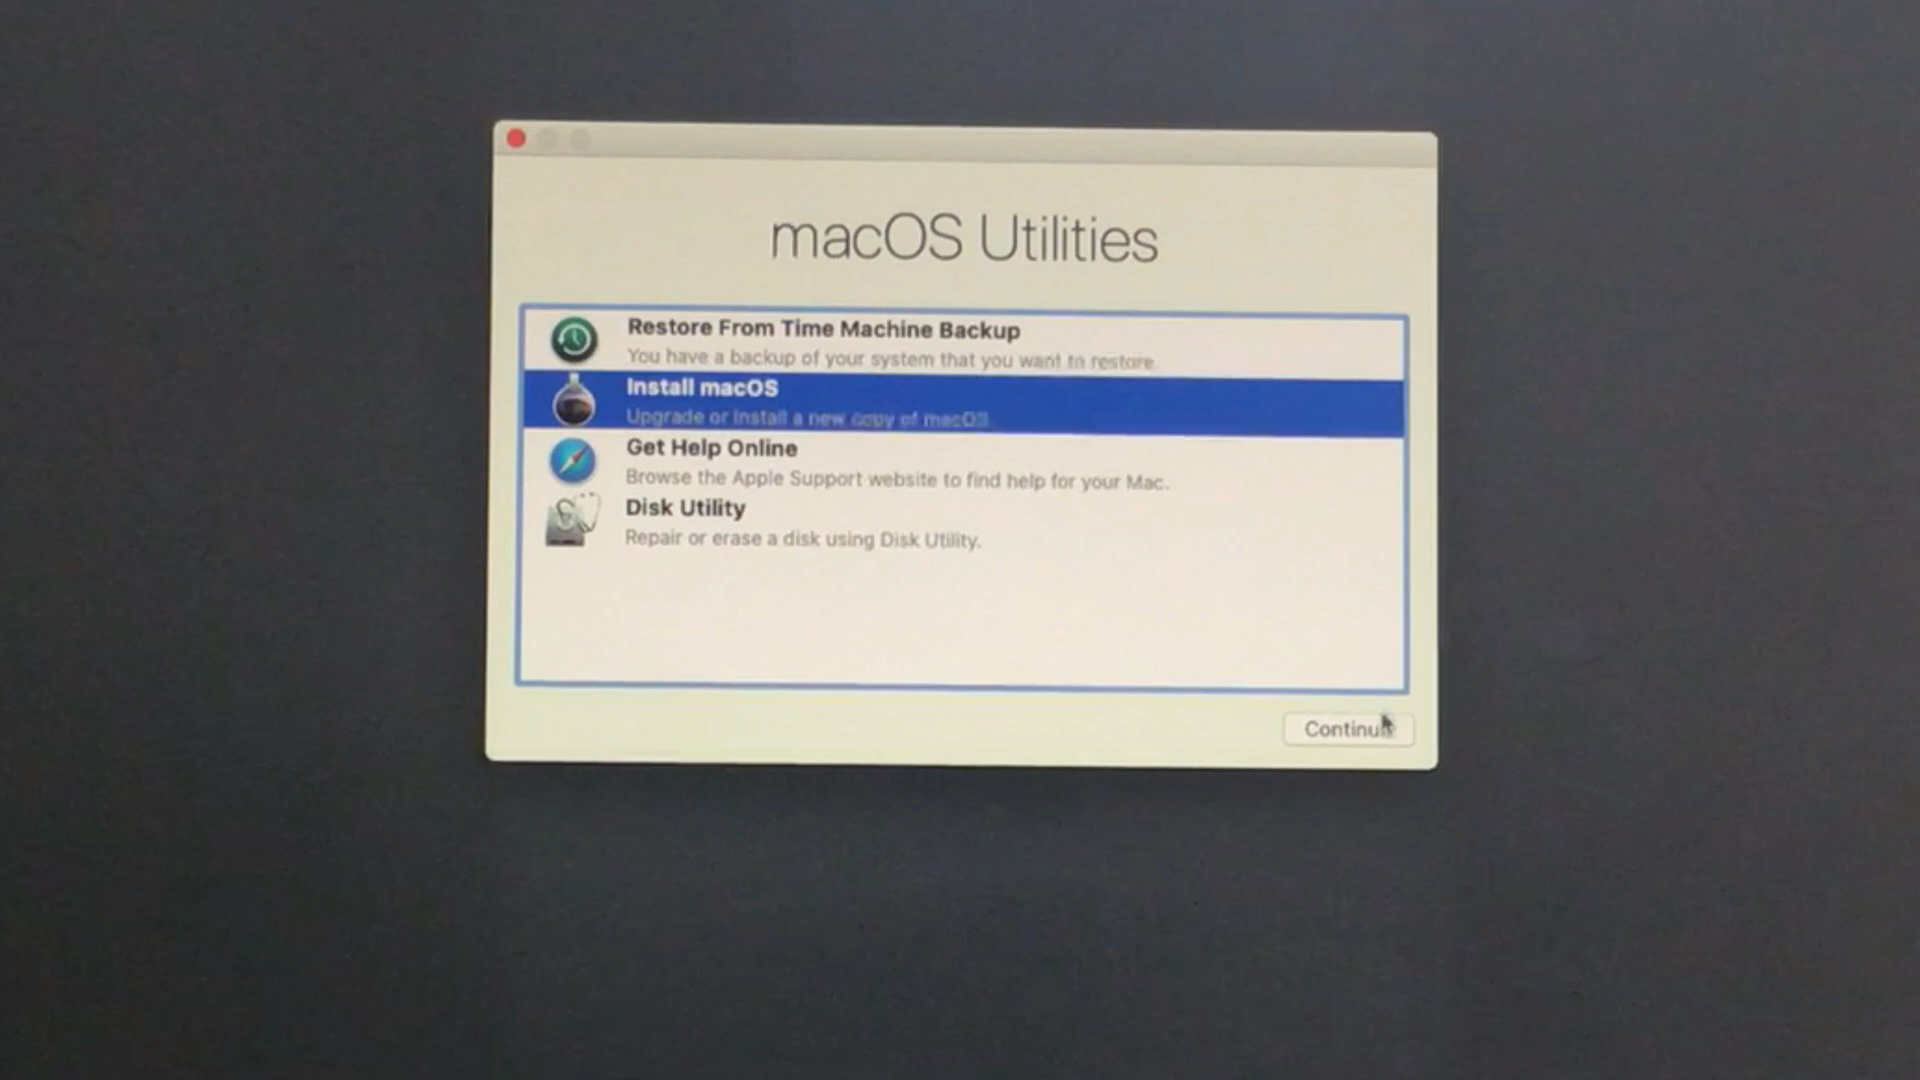 macOS Utilities
Restore From Time Machine Backup
You have a backup of your system that you want to restore.
Install macOS
Upgrade or Install a new copy of macOS.
Get Help Online
Browse the Apple Support website to find help for your Mac.
Disk Utility
Repair or erase a disk using Disk Utility.
Continue